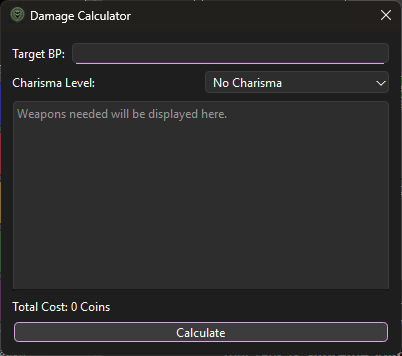 Damage Calculator
Target BP:
Charisma Level: No Charisma
Weapons needed will be displayed here.
Total Cost: 0 Coins
Calculate